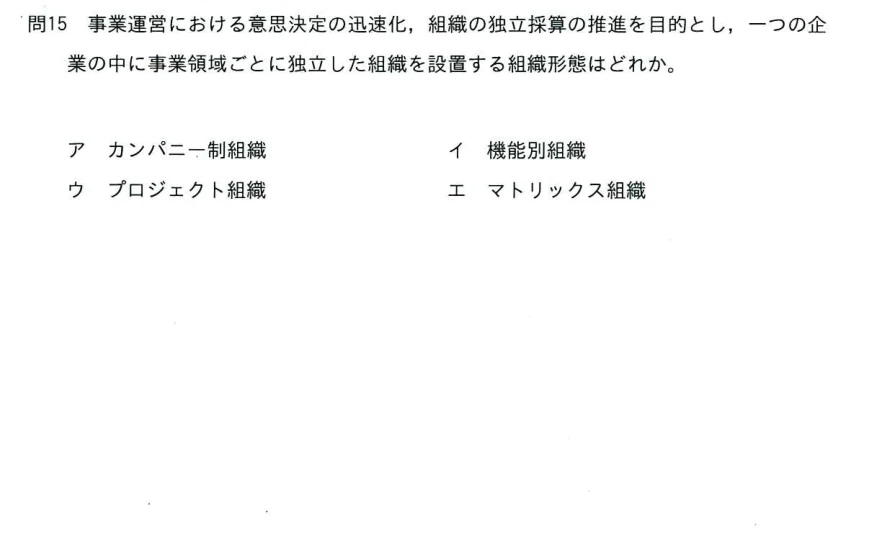 問15　事業運営における意思決定の迅速化，組織の独立採算の推進を目的とし，一つの企
業の中に事業領域ごとに独立した組織を設置する組織形態はどれか。
ア　カンパニー制組織　イ　機能別組織
ウ　プロジェクト組織　エ　マトリックス組織